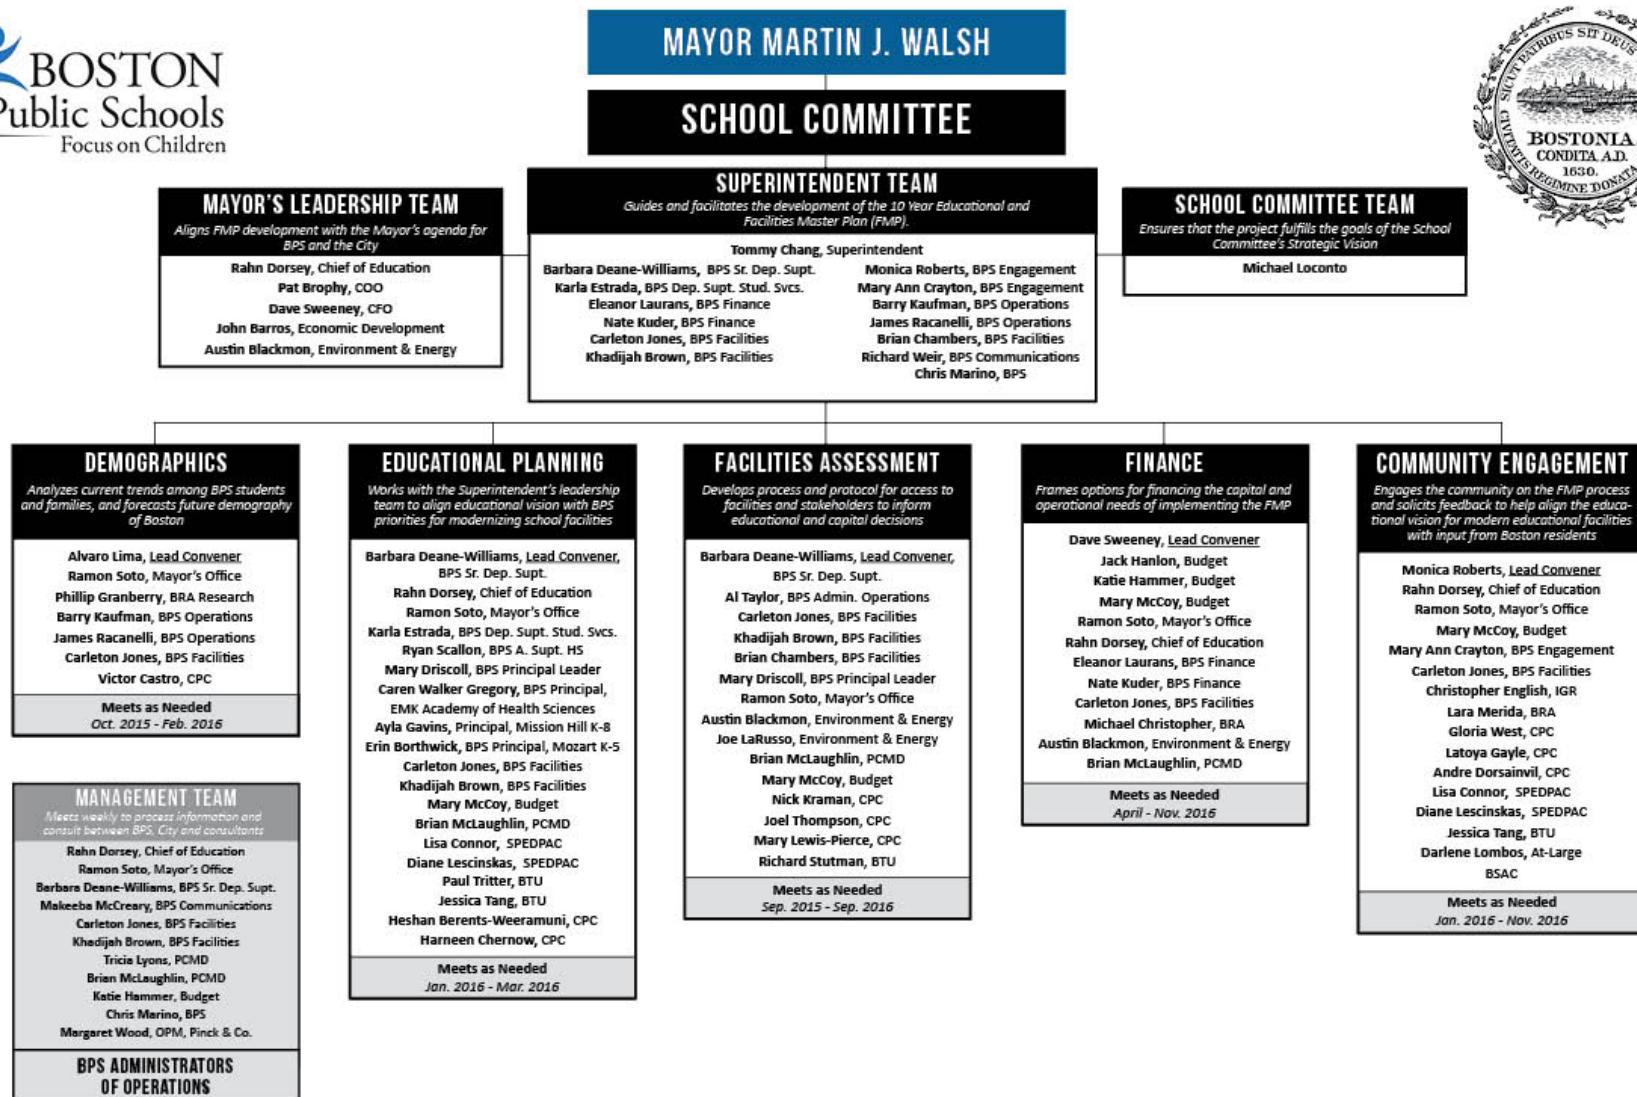 BOSTON
Public Schools
Focus on Children
MAYOR MARTIN J. WALSH
SCHOOL COMMITTEE
SICUT PATRIBUS SIT DEUS
CIVITATIS REGIMINE DONATA
BOSTONIA
CONDITA A.D.
1630.
MAYOR'S LEADERSHIP TEAM
Aligns FMP development with the Mayor's agenda for
BPS and the City
Rahn Dorsey, Chief of Education
Pat Brophy, COO
Dave Sweeney, CFO
John Barros, Economic Development
Austin Blackmon, Environment & Energy
SUPERINTENDENT TEAM
Guides and facilitates the development of the 10 Year Educational and
Facilities Master Plan (FMP).
Tommy Chang, Superintendent
Barbara Deane-Williams, BPS Sr. Dep. Supt.
Karla Estrada, BPS Dep. Supt. Stud. Svcs.
Eleanor Laurans, BPS Finance
Nate Kuder, BPS Finance
Carleton Jones, BPS Facilities
Khadijah Brown, BPS Facilities
Monica Roberts, BPS Engagement
Mary Ann Crayton, BPS Engagement
Barry Kaufman, BPS Operations
James Racanelli, BPS Operations
Brian Chambers, BPS Facilities
Richard Weir, BPS Communications
Chris Marino, BPS
SCHOOL COMMITTEE TEAM
Ensures that the project fulfills the goals of the School
Committee's Strategic Vision
Michael Loconto
DEMOGRAPHICS
Analyzes current trends among BPS students
and families, and forecasts future demography
of Boston
Alvaro Lima, Lead Convener
Ramon Soto, Mayor's Office
Phillip Granberry, BRA Research
Barry Kaufman, BPS Operations
James Racanelli, BPS Operations
Carleton Jones, BPS Facilities
Victor Castro, CPC
Meets as Needed
Oct. 2015 - Feb. 2016
EDUCATIONAL PLANNING
Works with the Superintendent's leadership
team to align educational vision with BPS
priorities for modernizing school facilities
Barbara Deane-Williams, Lead Convener,
BPS Sr. Dep. Supt.
Rahn Dorsey, Chief of Education
Ramon Soto, Mayor's Office
Karla Estrada, BPS Dep. Supt. Stud. Svcs.
Ryan Scallon, BPS A. Supt. HS
Mary Driscoll, BPS Principal Leader
Caren Walker Gregory, BPS Principal,
EMK Academy of Health Sciences
Ayla Gavins, Principal, Mission Hill K-8
Erin Borthwick, BPS Principal, Mozart K-5
Carleton Jones, BPS Facilities
Khadijah Brown, BPS Facilities
Mary McCoy, Budget
Brian McLaughlin, PCMD
Lisa Connor, SPEDPAC
Diane Lescinskas, SPEDPAC
Paul Tritter, BTU
Jessica Tang, BTU
Heshan Berents-Weeramuni, CPC
Harneen Chernow, CPC
Meets as Needed
Jan. 2016 - Mar. 2016
FACILITIES ASSESSMENT
Develops process and protocol for access to
facilities and stakeholders to inform
educational and capital decisions
Barbara Deane-Williams, Lead Convener,
BPS Sr. Dep. Supt.
Al Taylor, BPS Admin. Operations
Carleton Jones, BPS Facilities
Khadijah Brown, BPS Facilities
Brian Chambers, BPS Facilities
Mary Driscoll, BPS Principal Leader
Ramon Soto, Mayor's Office
Austin Blackmon, Environment & Energy
Joe LaRusso, Environment & Energy
Brian McLaughlin, PCMD
Mary McCoy, Budget
Nick Kraman, CPC
Joel Thompson, CPC
Mary Lewis-Pierce, CPC
Richard Stutman, BTU
Meets as Needed
Sep. 2015 - Sep. 2016
FINANCE
Frames options for financing the capital and
operational needs of implementing the FMP
Dave Sweeney, Lead Convener
Jack Hanlon, Budget
Katie Hammer, Budget
Mary McCoy, Budget
Ramon Soto, Mayor's Office
Rahn Dorsey, Chief of Education
Eleanor Laurans, BPS Finance
Nate Kuder, BPS Finance
Carleton Jones, BPS Facilities
Michael Christopher, BRA
Austin Blackmon, Environment & Energy
Brian McLaughlin, PCMD
Meets as Needed
April - Nov. 2016
COMMUNITY ENGAGEMENT
Engages the community on the FMP process
and solicits feedback to help align the educa-
tional vision for modern educational facilities
with input from Boston residents
Monica Roberts, Lead Convener
Rahn Dorsey, Chief of Education
Ramon Soto, Mayor's Office
Mary McCoy, Budget
Mary Ann Crayton, BPS Engagement
Carleton Jones, BPS Facilities
Christopher English, IGR
Lara Merida, BRA
Gloria West, CPC
Latoya Gayle, CPC
Andre Dorsainvil, CPC
Lisa Connor, SPEDPAC
Diane Lescinskas, SPEDPAC
Jessica Tang, BTU
Darlene Lombos, At-Large
BSAC
Meets as Needed
Jan. 2016 - Nov. 2016
MANAGEMENT TEAM
Meets weekly to process information and
consult between BPS, City and consultants
Rahn Dorsey, Chief of Education
Ramon Soto, Mayor's Office
Barbara Deane-Williams, BPS Sr. Dep. Supt.
Makeeba McCreary, BPS Communications
Carleton Jones, BPS Facilities
Khadijah Brown, BPS Facilities
Tricia Lyons, PCMD
Brian McLaughlin, PCMD
Katie Hammer, Budget
Chris Marino, BPS
Margaret Wood, OPM, Pinck & Co.
BPS ADMINISTRATORS
OF OPERATIONS